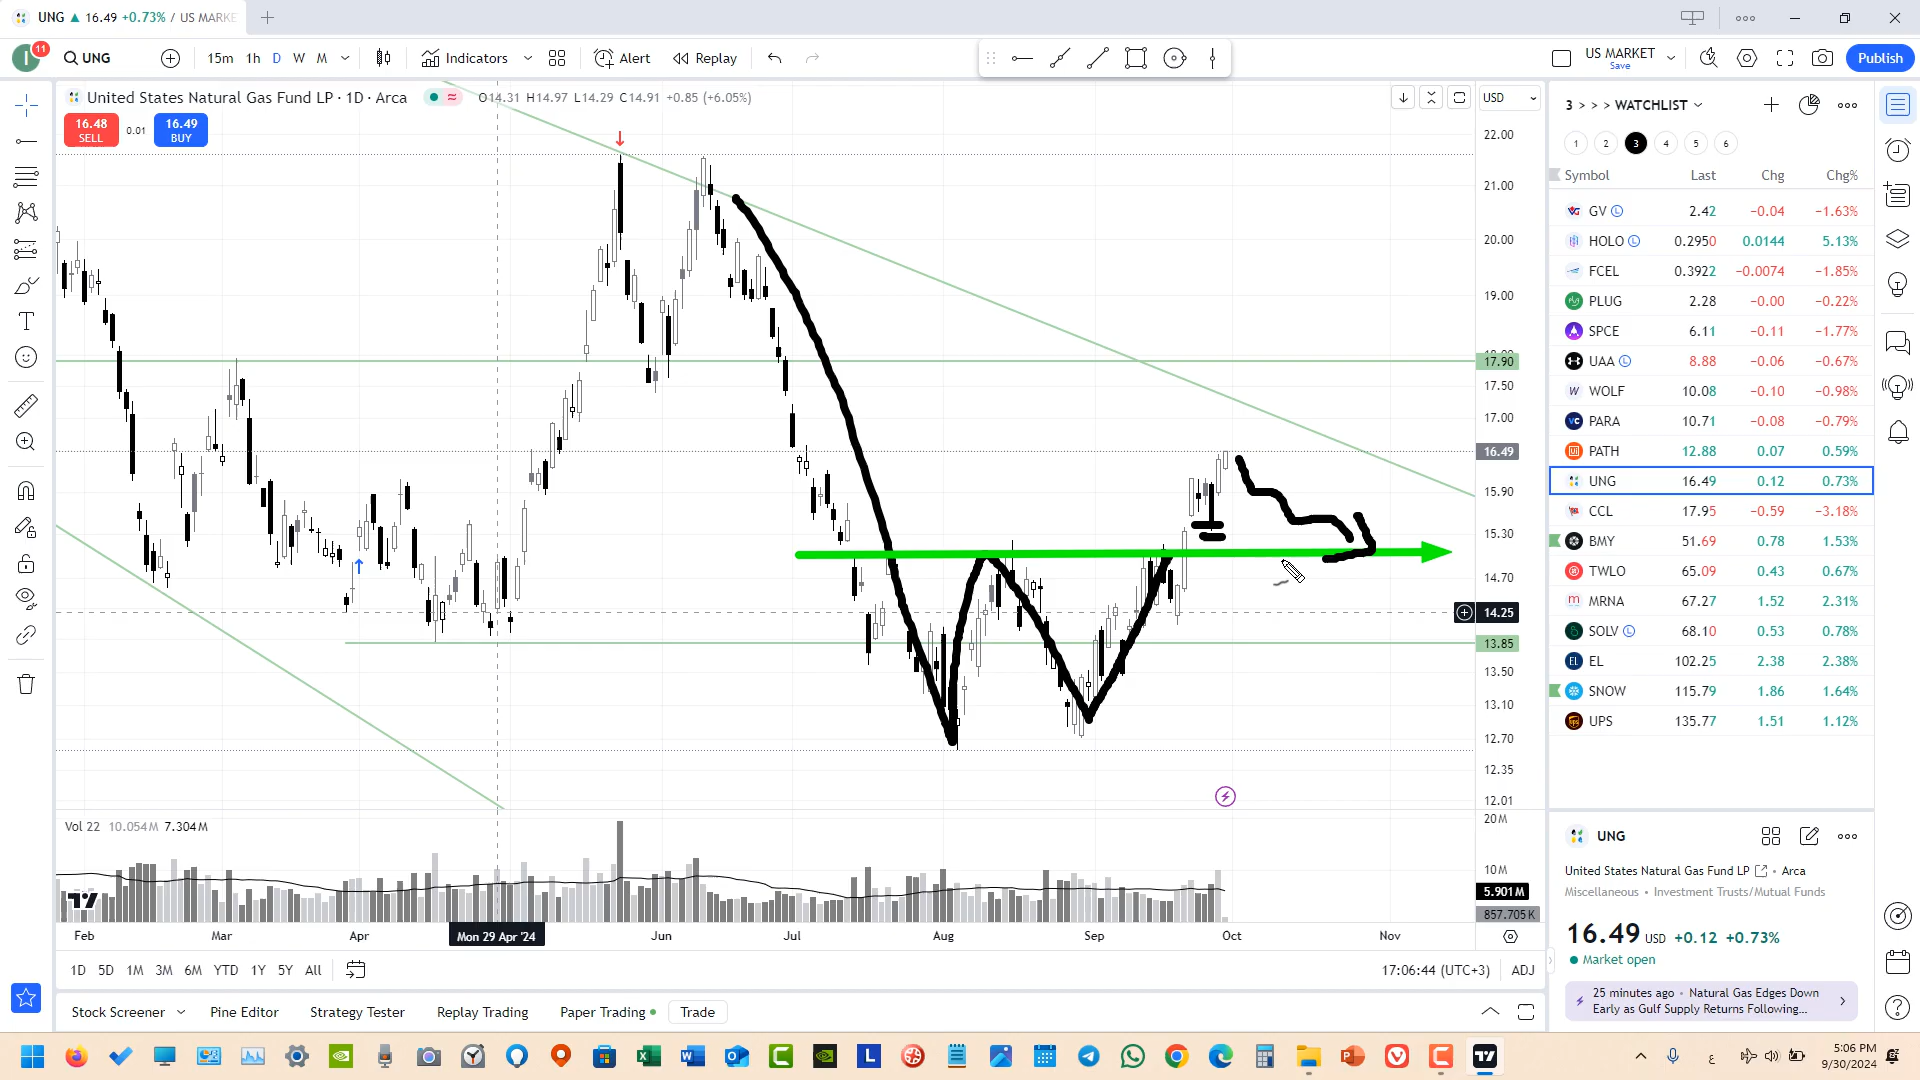 UNG ▲ 16.49 +0.73% / US MARKE
11
UNG 15m 1h D W M Indicators Alert Replay US MARKET Save Publish
United States Natural Gas Fund LP · 1D · Arca O14.31 H14.97 L14.29 C14.91 +0.85 (+6.05%)
USD
16.48 SELL 0.01 16.49 BUY
22.00
21.00
20.00
19.00
18.00
17.90
17.50
17.00
16.49
15.90
15.30
14.70
14.25
13.85
13.50
13.10
12.70
12.35
12.01
Vol 22 10.054M 7.304M
20M
10M
5.901M
857.705K
Feb Mar Apr Mon 29 Apr '24 Jun Jul Aug Sep Oct Nov
1D 5D 1M 3M 6M YTD 1Y 5Y All 17:06:44 (UTC+3) ADJ
Stock Screener Pine Editor Strategy Tester Replay Trading Paper Trading Trade
3 > > > WATCHLIST
1 2 3 4 5 6
Symbol Last Chg Chg%
GV L 2.42 −0.04 −1.63%
HOLO L 0.2950 0.0144 5.13%
FCEL 0.3922 −0.0074 −1.85%
PLUG 2.28 −0.00 −0.22%
SPCE 6.11 −0.11 −1.77%
UAA L 8.88 −0.06 −0.67%
WOLF 10.08 −0.10 −0.98%
PARA 10.71 −0.08 −0.79%
PATH 12.88 0.07 0.59%
UNG 16.49 0.12 0.73%
CCL 17.95 −0.59 −3.18%
BMY 51.69 0.78 1.53%
TWLO 65.09 0.43 0.67%
MRNA 67.27 1.52 2.31%
SOLV L 68.10 0.53 0.78%
EL 102.25 2.38 2.38%
SNOW 115.79 1.86 1.64%
UPS 135.77 1.51 1.12%
UNG
United States Natural Gas Fund LP • Arca
Miscellaneous • Investment Trusts/Mutual Funds
16.49 USD +0.12 +0.73%
Market open
25 minutes ago • Natural Gas Edges Down
Early as Gulf Supply Returns Following...
5:06 PM
9/30/2024